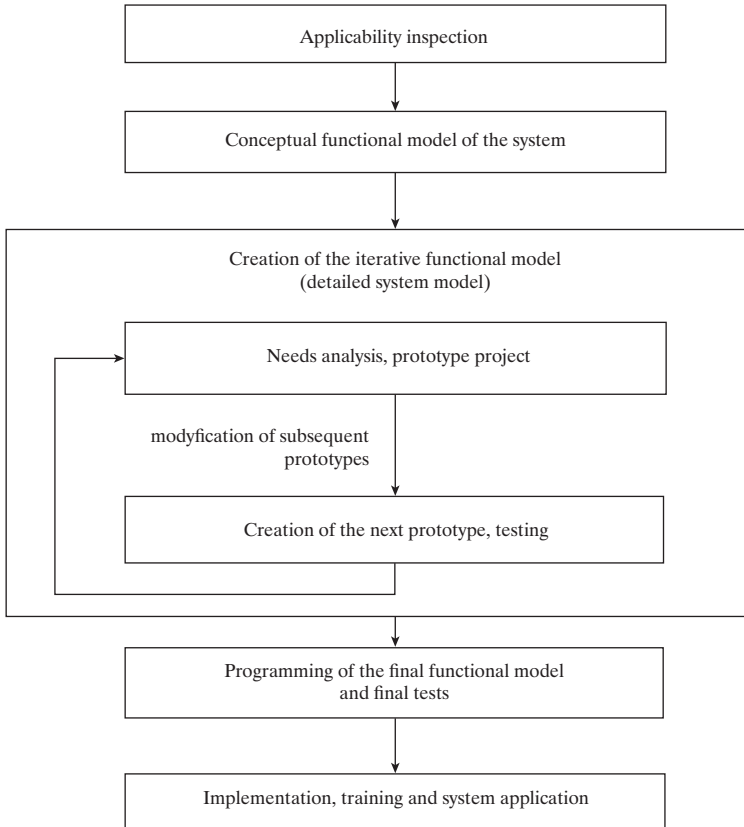 Applicability inspection
Conceptual functional model of the system
Creation of the iterative functional model
(detailed system model)
Needs analysis, prototype project
modyfication of subsequent
prototypes
Creation of the next prototype, testing
Programming of the final functional model
and final tests
Implementation, training and system application